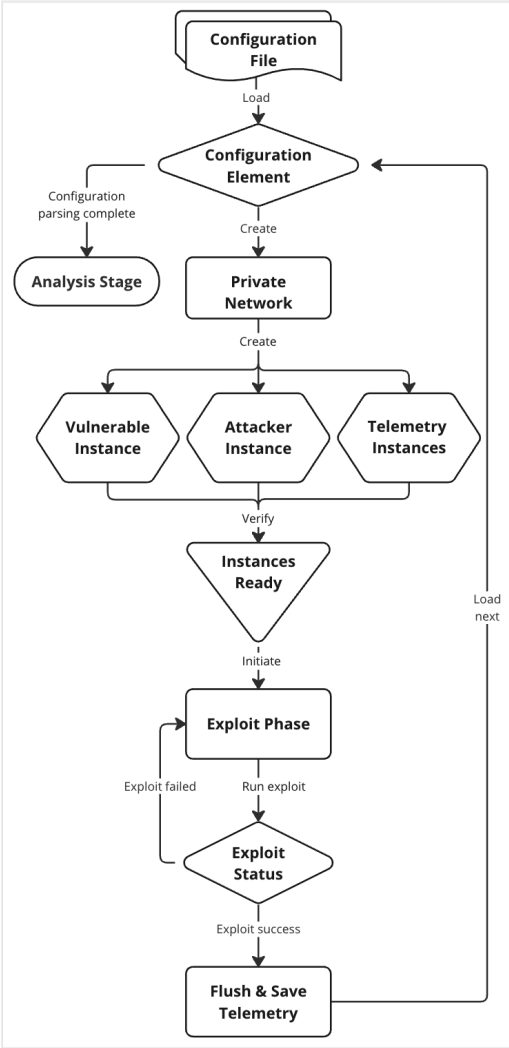 Configuration
File
Load
Configuration
Element
Configuration
parsing complete
Create
Analysis Stage
Private
Network
Create
Vulnerable
Instance
Attacker
Instance
Telemetry
Instances
Verify
Instances
Ready
Load
next
Initiate
Exploit Phase
Exploit failed
Run exploit
Exploit
Status
Exploit success
Flush & Save
Telemetry